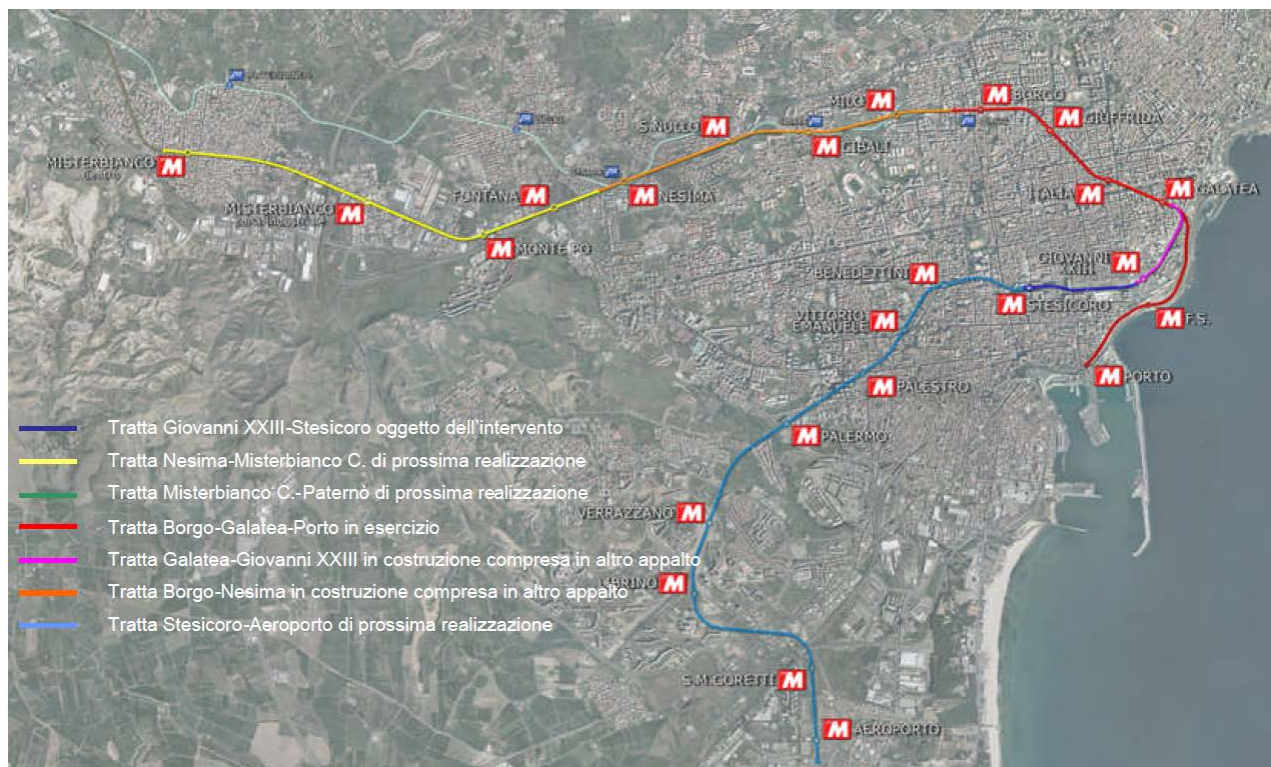 MILO
BORGO
GIUFFRIDA
S.NULLO
CIBALI
MISTERBIANCO
Centro
FONTANA
NESIMA
ITALIA
GALATEA
MISTERBIANCO
MONTE PO
GIOVANNI
XXIII
BENEDETTINI
STESICORO
VITTORIO
EMANUELE
F.S.
PALESTRO
PORTO
Tratta Giovanni XXIII-Stesicoro oggetto dell'intervento
PALERMO
Tratta Nesima-Misterbianco C. di prossima realizzazione
Tratta Misterbianco C.-Paternò di prossima realizzazione
VERRAZZANO
Tratta Borgo-Galatea-Porto in esercizio
Tratta Galatea-Giovanni XXIII in costruzione compresa in altro appalto
LIBRINO
Tratta Borgo-Nesima in costruzione compresa in altro appalto
Tratta Stesicoro-Aeroporto di prossima realizzazione
S.M.GORETTI
AEROPORTO